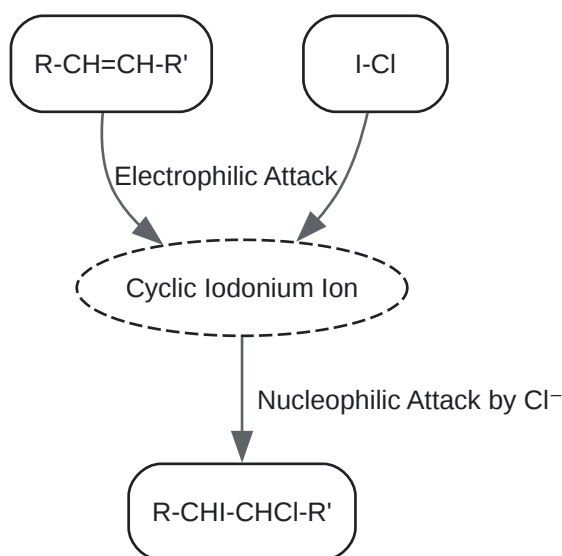 R-CH=CH-R'
I-Cl
Electrophilic Attack
Cyclic Iodonium Ion
Nucleophilic Attack by Cl⁻
R-CHI-CHCl-R'